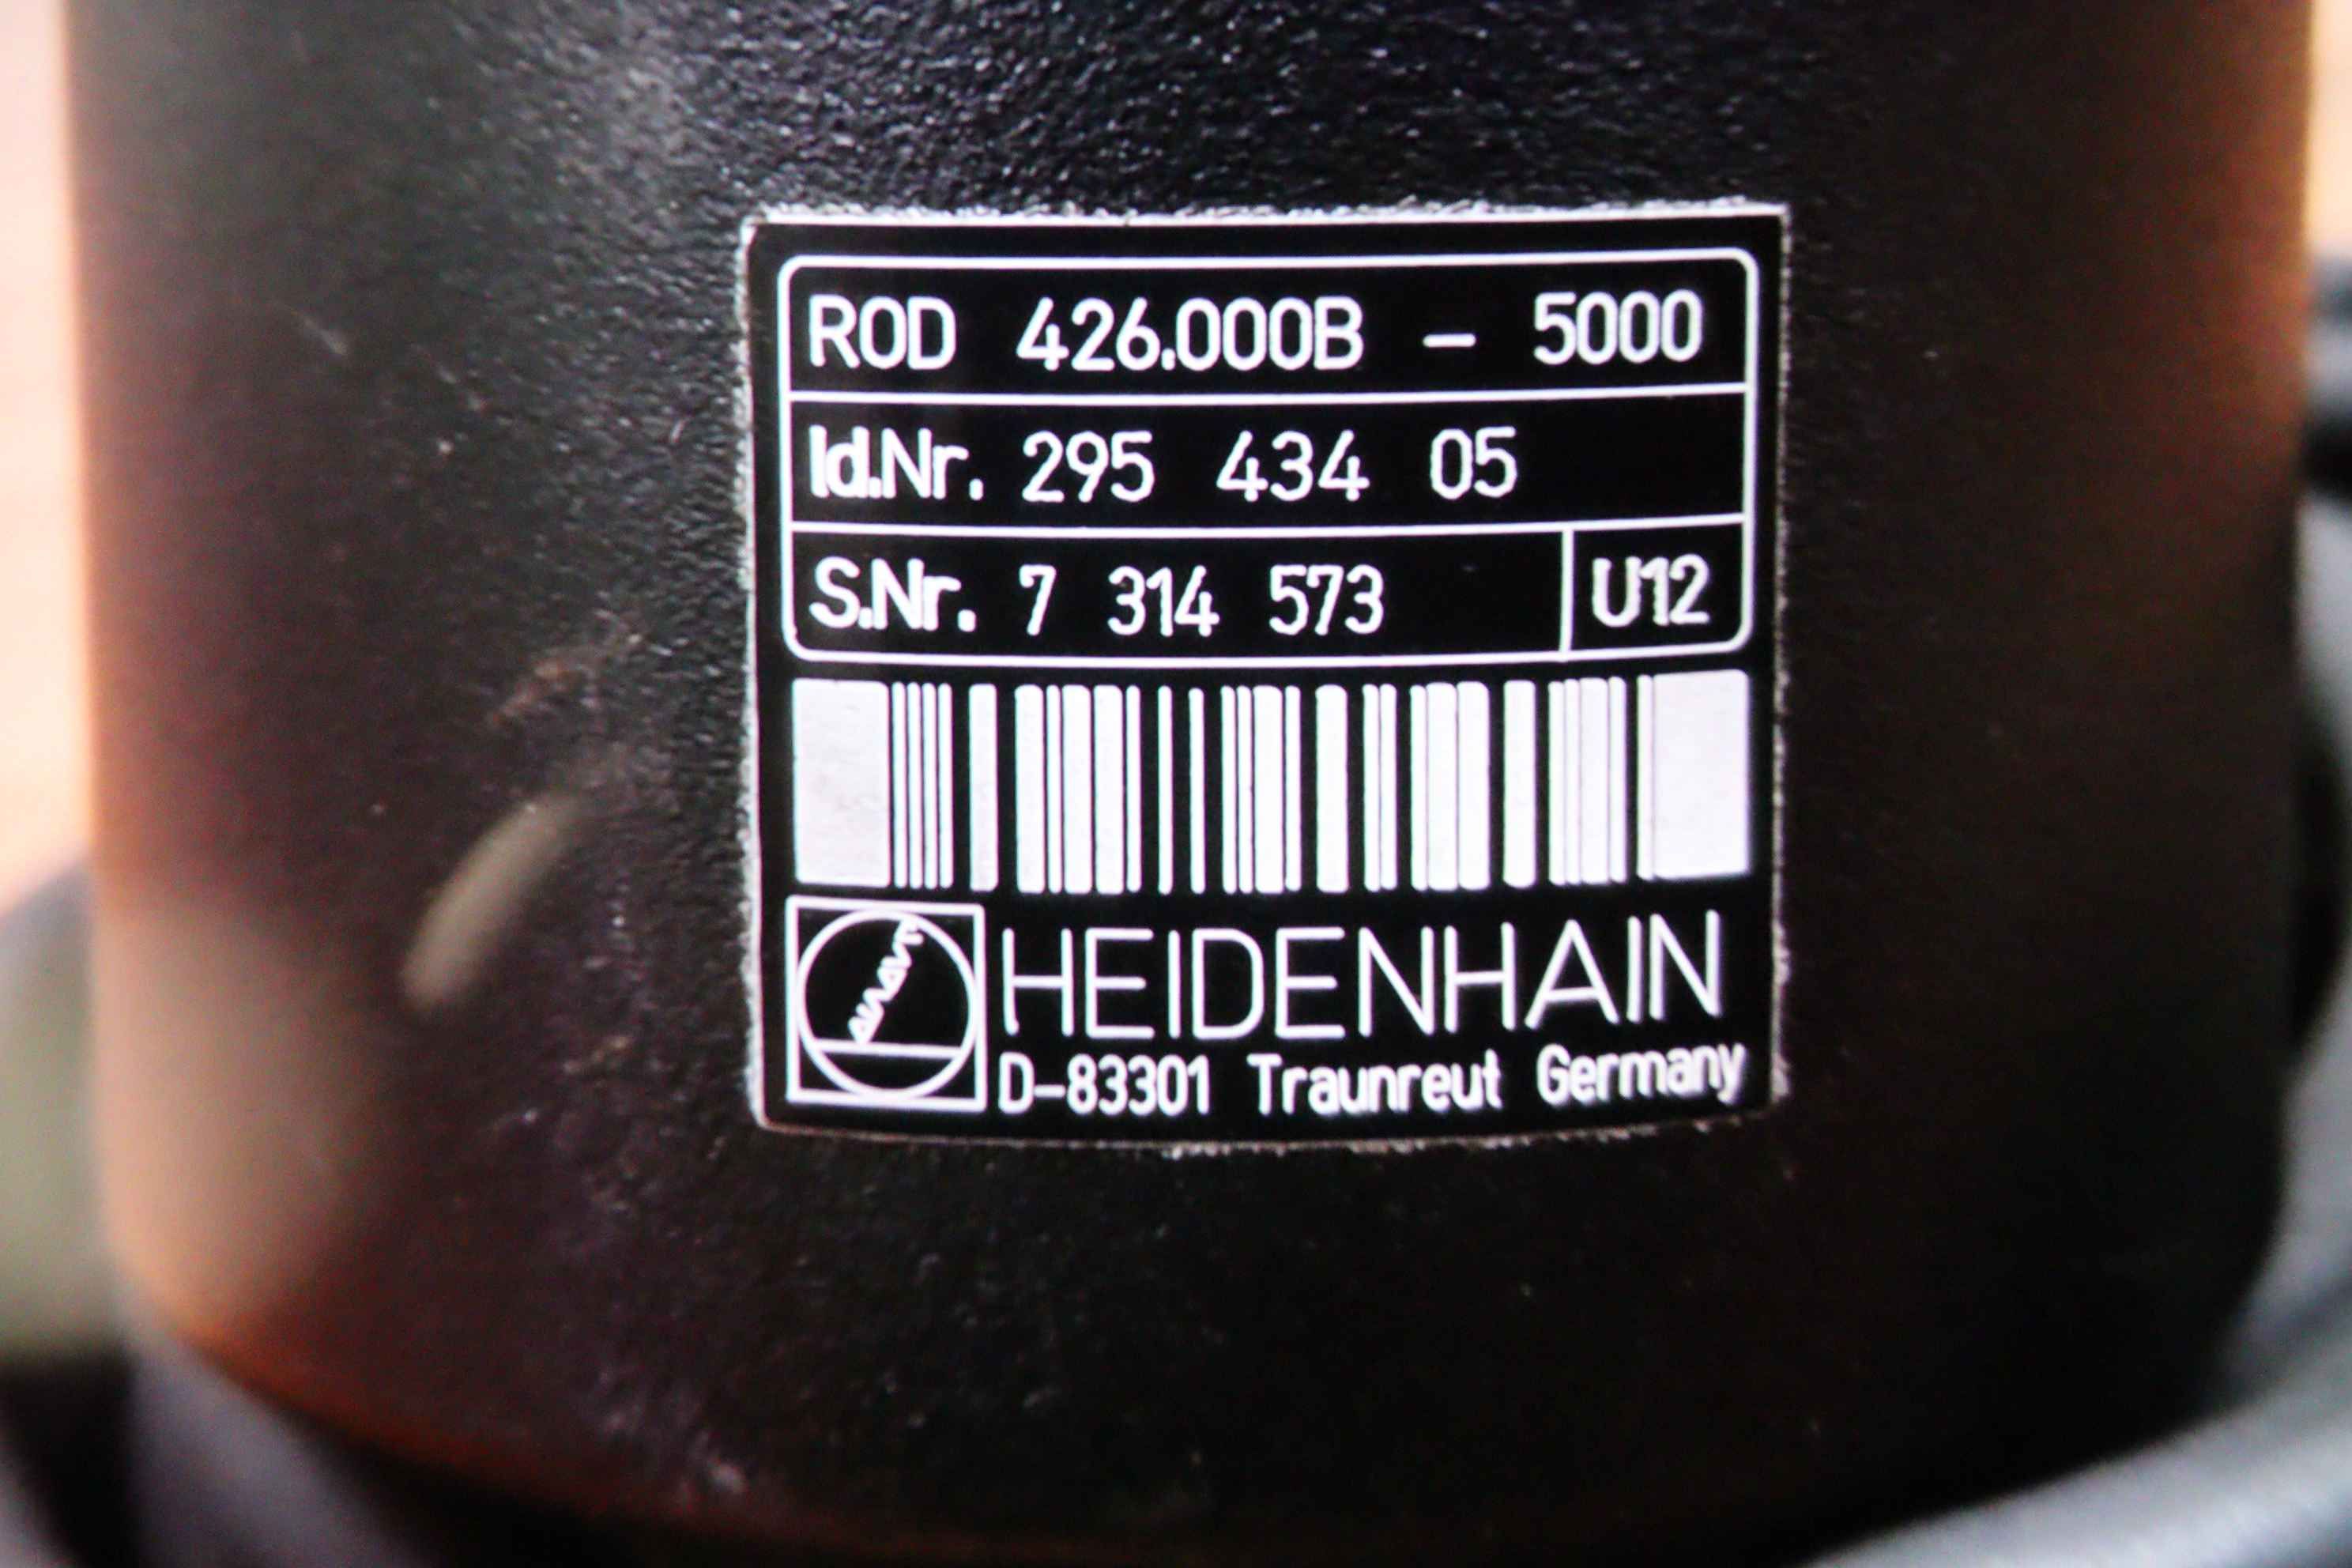 ROD 426.000B - 5000
Id.Nr. 295 434 05
S.Nr. 7 314 573 U12
HEIDENHAIN
D-83301 Traunreut Germany